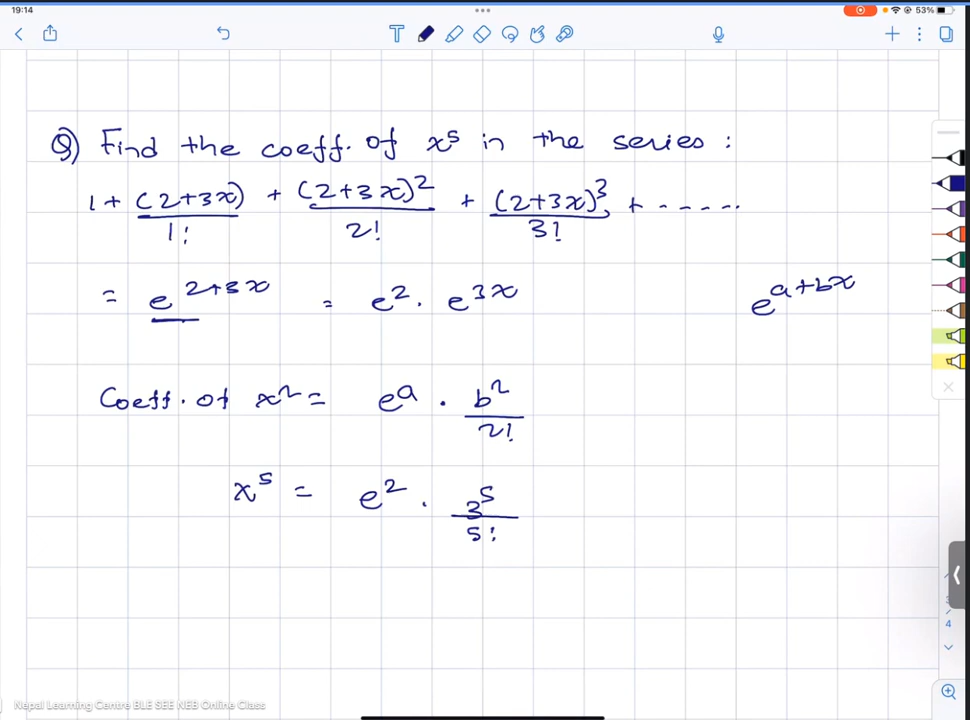 19:14
53%
Q) Find the coeff. of x⁵ in the series :
1 + (2+3x)/1! + (2+3x)²/2! + (2+3x)³/3! + ------
= e^(2+3x) = e² . e^(3x)
e^(a+bx)
Coeff. of x² = e^a . b²/2!
x⁵ = e² . 3⁵/5!
4
Nepal Learning Centre BLE SEE NEB Online Class